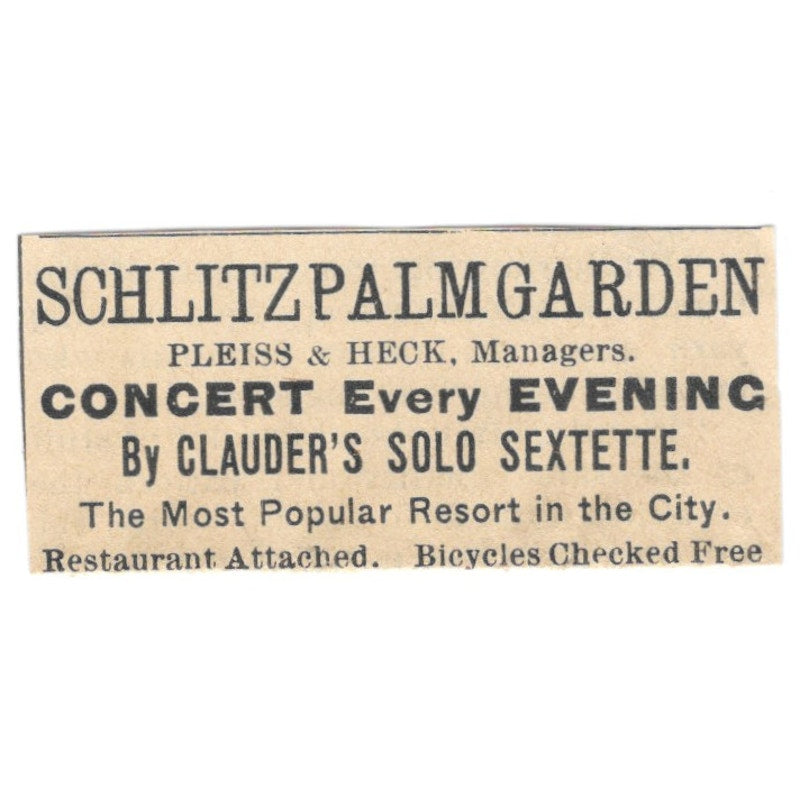 SCHLITZ PALM GARDEN
PLEISS & HECK, Managers.
CONCERT Every EVENING
By CLAUDER'S SOLO SEXTETTE.
The Most Popular Resort in the City.
Restaurant Attached. Bicycles Checked Free